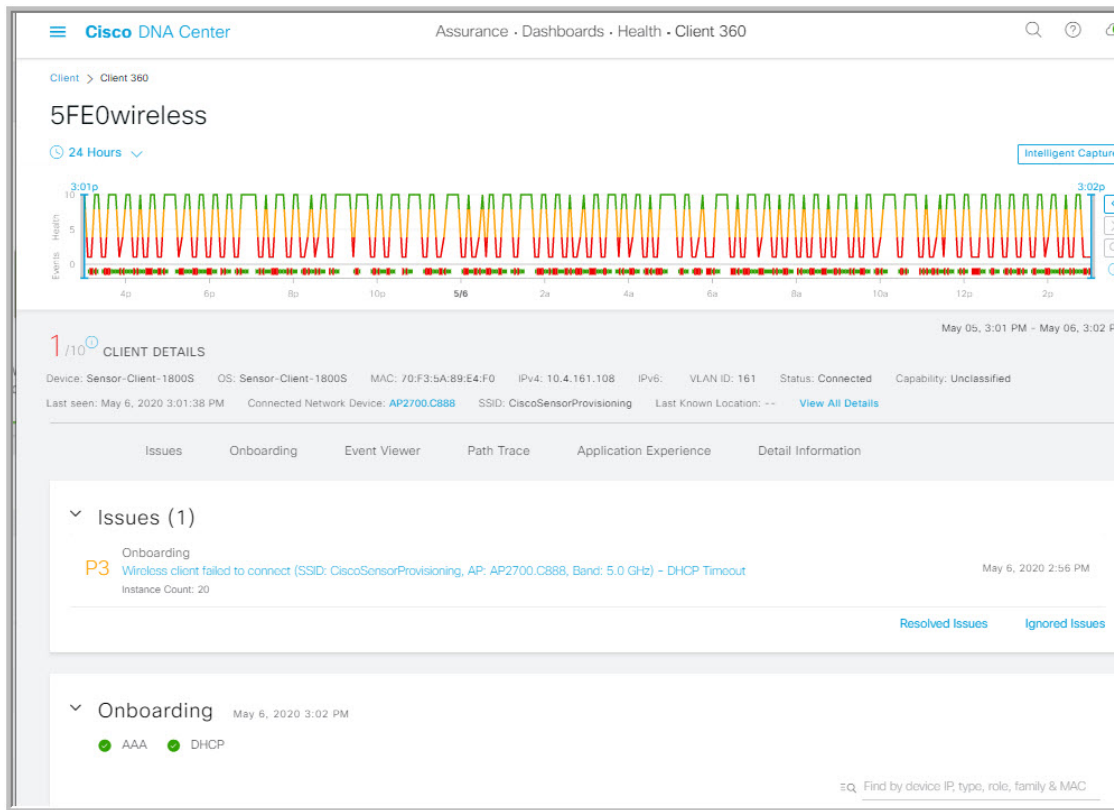 Cisco DNA Center
Assurance · Dashboards · Health · Client 360
Client > Client 360
5FE0wireless
24 Hours
Intelligent Capture
3:01p
3:02p
10
5
0
Health
Events
4p 6p 8p 10p 5/6 2a 4a 6a 8a 10a 12p 2p
May 05, 3:01 PM - May 06, 3:02 P
1/10 CLIENT DETAILS
Device: Sensor-Client-1800S OS: Sensor-Client-1800S MAC: 70:F3:5A:89:E4:F0 IPv4: 10.4.161.108 IPv6: VLAN ID: 161 Status: Connected Capability: Unclassified
Last seen: May 6, 2020 3:01:38 PM Connected Network Device: AP2700.C888 SSID: CiscoSensorProvisioning Last Known Location: -- View All Details
Issues Onboarding Event Viewer Path Trace Application Experience Detail Information
Issues (1)
Onboarding
P3 Wireless client failed to connect (SSID: CiscoSensorProvisioning, AP: AP2700.C888, Band: 5.0 GHz) - DHCP Timeout
May 6, 2020 2:56 PM
Instance Count: 20
Resolved Issues Ignored Issues
Onboarding May 6, 2020 3:02 PM
AAA DHCP
Find by device IP, type, role, family & MAC